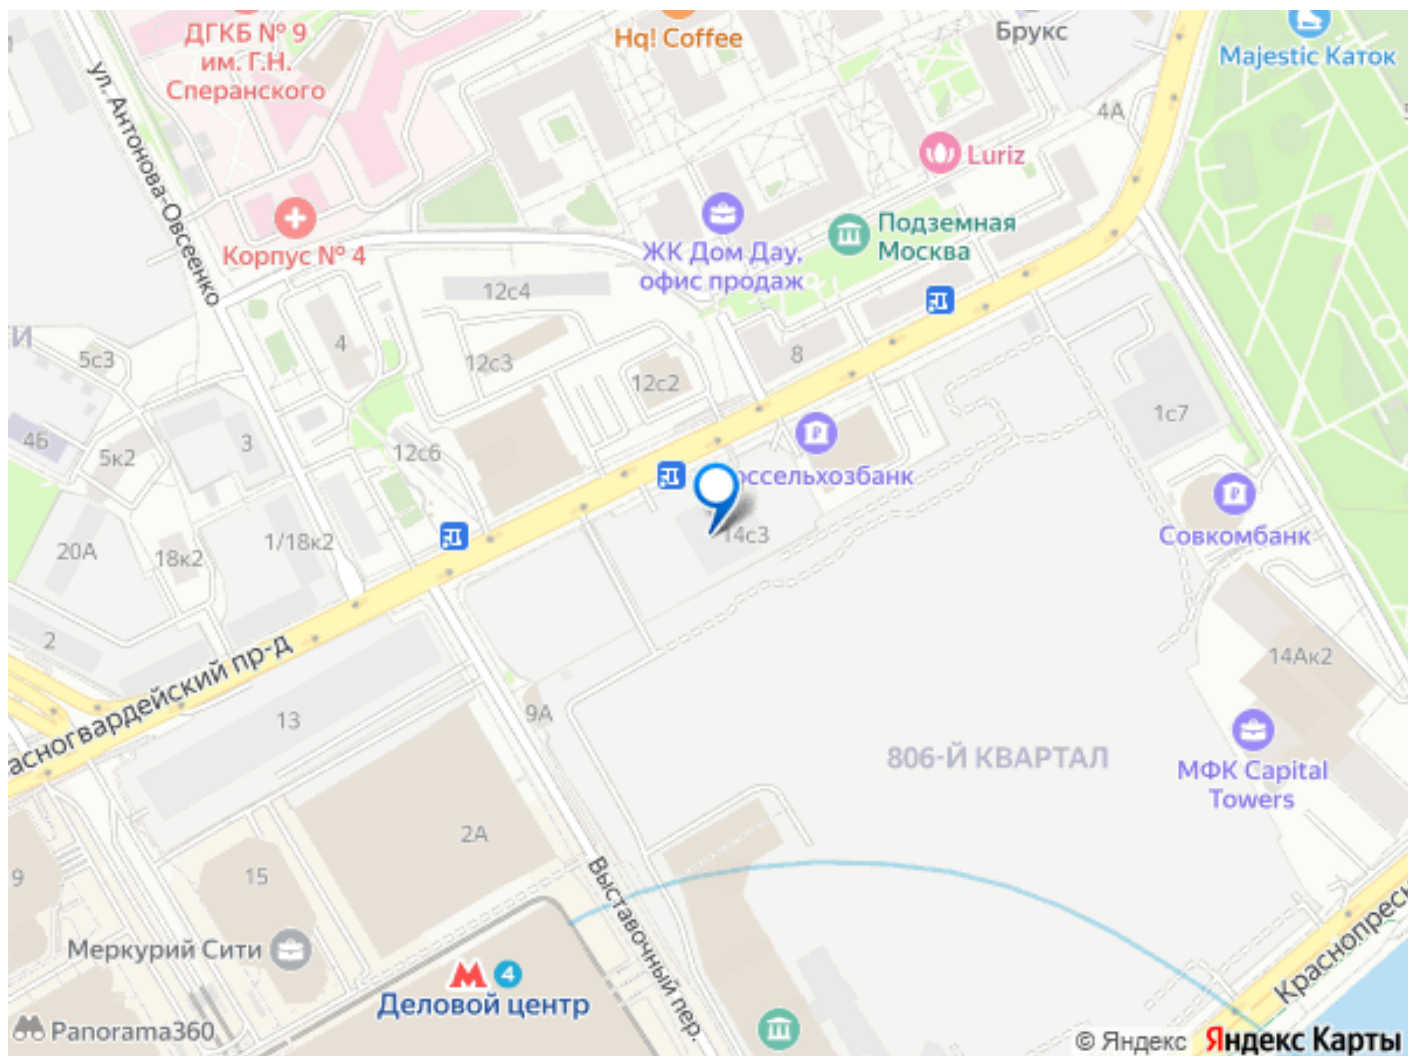 ДГКБ № 9
им. Г.Н.
Сперанского
Hq! Coffee
Брукс
Majestic Каток
ул. Антонова-Овсеенко
4А
Luriz
Корпус № 4
ЖК Дом Дау,
офис продаж
Подземная
Москва
12с4
5с3
4
12с3
12с2
8
1с7
4Б
5к2
3
12с6
оссельхозбанк
Совкомбанк
14с3
20А
18к2
1/18к2
2
асногвардейский пр-д
13
9А
14Ак2
806-Й КВАРТАЛ
МФК Capital
Towers
2А
9
15
Выставочный пер.
Меркурий Сити
М 4
Деловой центр
Краснопресн
Panorama360
© Яндекс Яндекс Карты